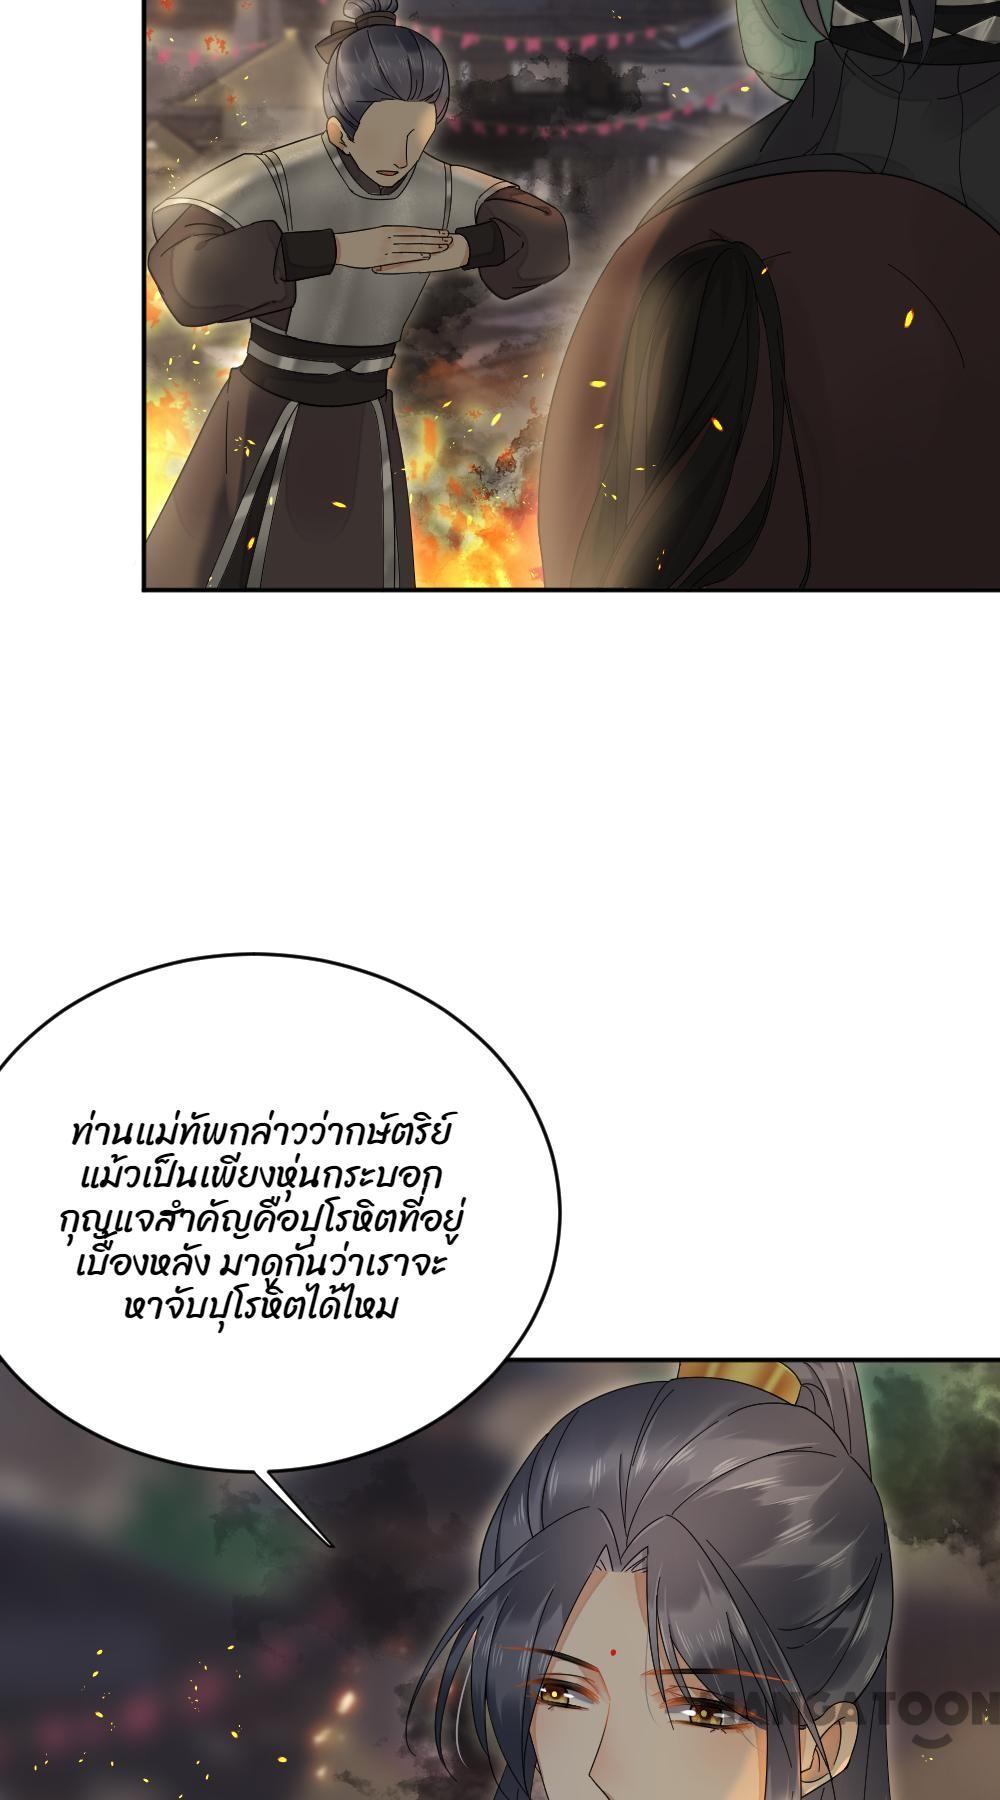 ท่านแม่ทัพกล่าวว่ากษัตริย์
แม้วเป็นเพียงหุ่นกระบอก
กุญแจสำคัญคือปุโรหิตที่อยู่
เบื้องหลัง มาดูกันว่าเราจะ
หาจับปุโรหิตได้ไหม
MANGATOON